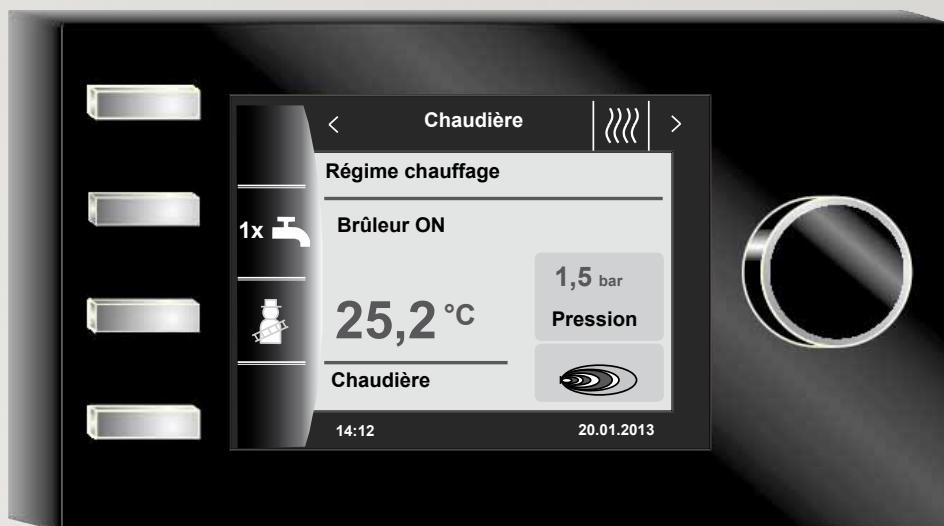 < Chaudière >
Régime chauffage
1x
Brûleur ON
1,5 bar
Pression
25,2 °C
Chaudière
14:12 20.01.2013